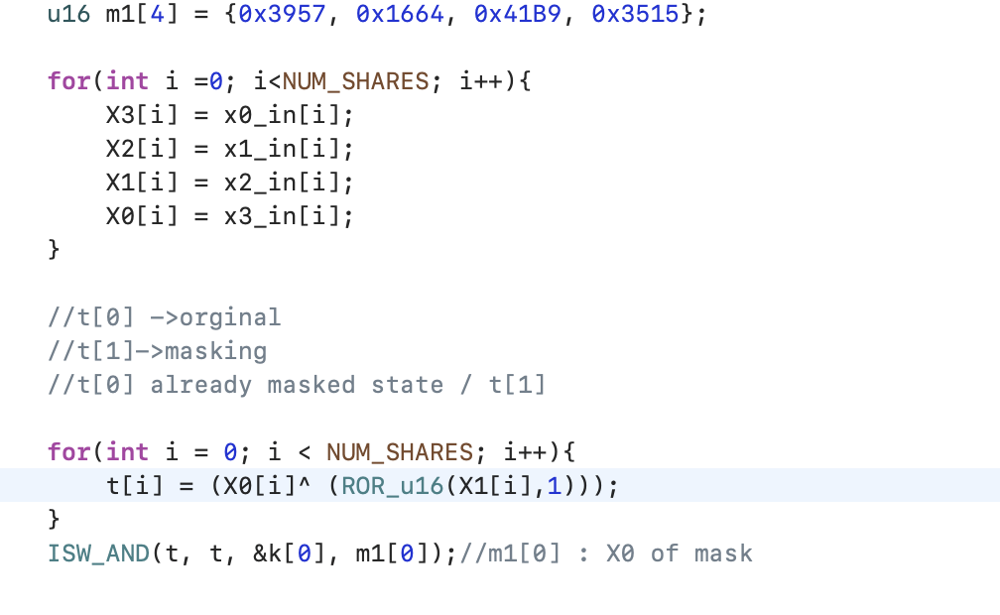 u16 m1[4] = {0x3957, 0x1664, 0x41B9, 0x3515};
for(int i =0; i<NUM_SHARES; i++){
X3[i] = x0_in[i];
X2[i] = x1_in[i];
X1[i] = x2_in[i];
X0[i] = x3_in[i];
}
//t[0] ->orginal
//t[1]->masking
//t[0] already masked state / t[1]
for(int i = 0; i < NUM_SHARES; i++){
t[i] = (X0[i]^ (ROR_u16(X1[i],1)));
}
ISW_AND(t, t, &k[0], m1[0]);//m1[0] : X0 of mask